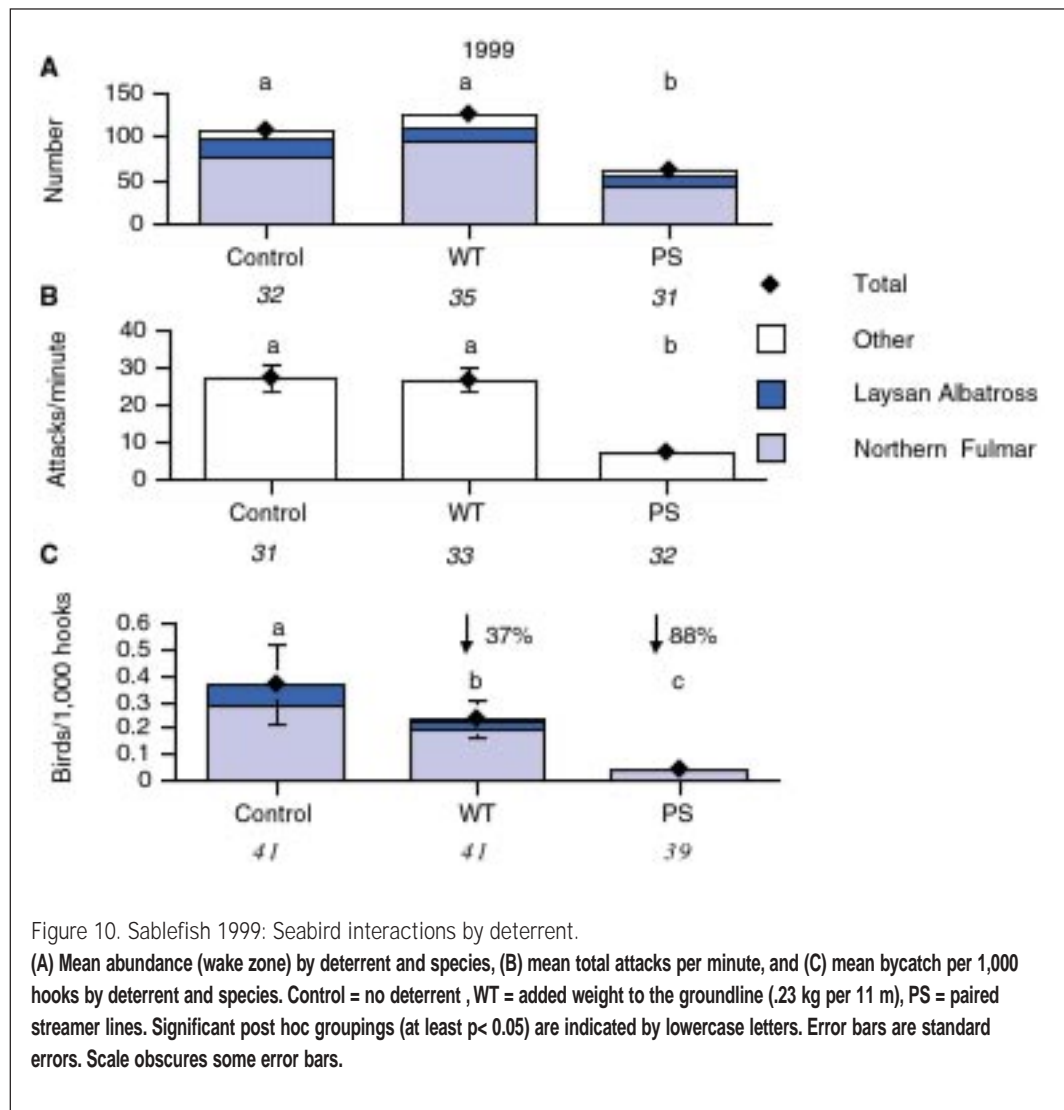 1999
A
a a b
150
100
50
0
Number
Control WT PS
32 35 31
B
a a b
40
30
20
10
0
Attacks/minute
Control WT PS
31 33 32
Total
Other
Laysan Albatross
Northern Fulmar
C
37% 88%
a b c
0.6
0.5
0.4
0.3
0.2
0.1
0
Birds/1,000 hooks
Control WT PS
41 41 39
Figure 10. Sablefish 1999: Seabird interactions by deterrent.
(A) Mean abundance (wake zone) by deterrent and species, (B) mean total attacks per minute, and (C) mean bycatch per 1,000
hooks by deterrent and species. Control = no deterrent , WT = added weight to the groundline (.23 kg per 11 m), PS = paired
streamer lines. Significant post hoc groupings (at least p< 0.05) are indicated by lowercase letters. Error bars are standard
errors. Scale obscures some error bars.